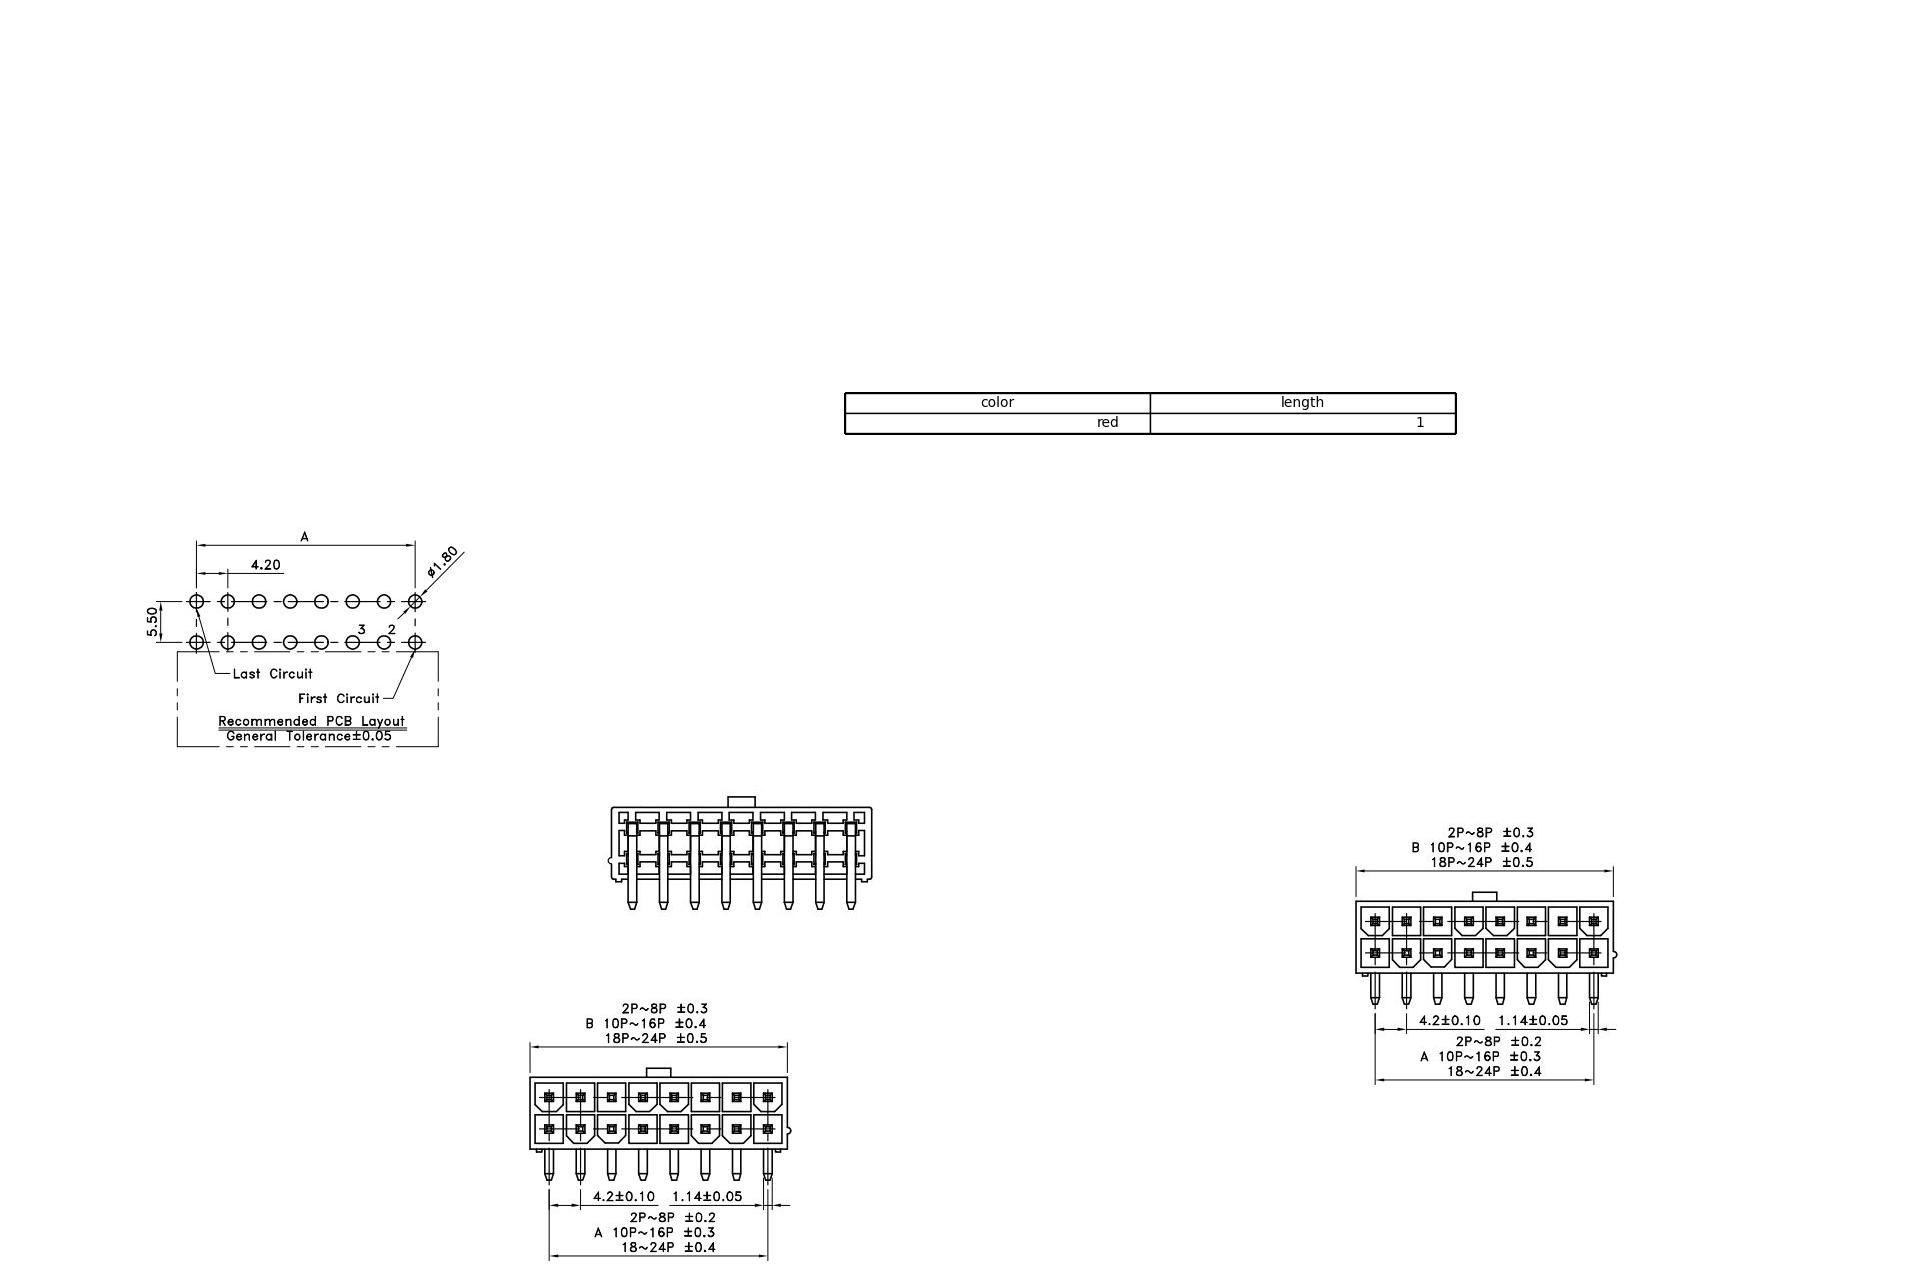 color length
red 1
A
4.20
ø1.80
5.50
3 2
Last Circuit
First Circuit
Recommended PCB Layout
General Tolerance±0.05
2P~8P ±0.3
B 10P~16P ±0.4
18P~24P ±0.5
4.2±0.10 1.14±0.05
2P~8P ±0.2
A 10P~16P ±0.3
18~24P ±0.4
2P~8P ±0.3
B 10P~16P ±0.4
18P~24P ±0.5
4.2±0.10 1.14±0.05
2P~8P ±0.2
A 10P~16P ±0.3
18~24P ±0.4